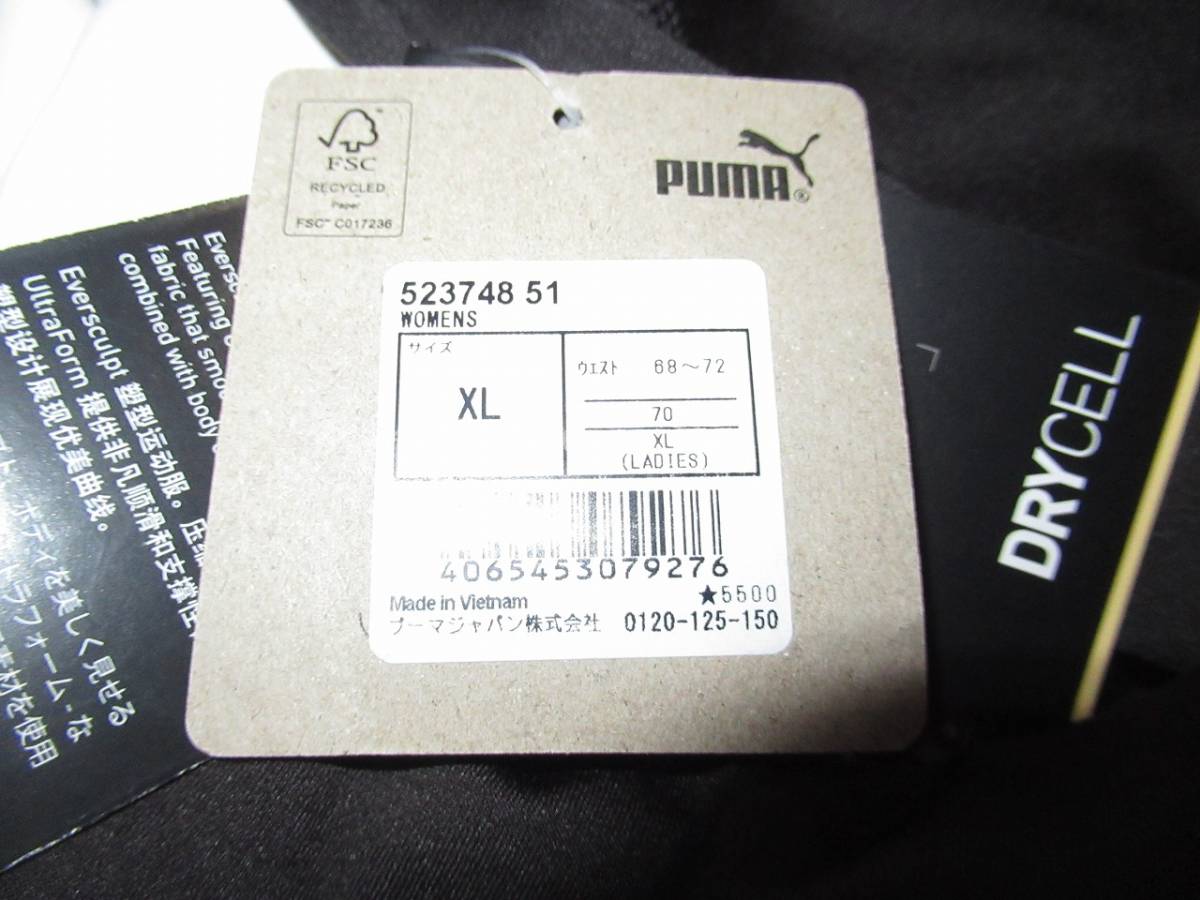 FSC
RECYCLED
Paper
FSC™ C017236
PUMA®
523748 51
WOMENS
サイズ
XL
ウエスト 68～72
70
XL
(LADIES)
4065453079276
★5500
Made in Vietnam
プーマジャパン株式会社 0120-125-150
DRYCELL
Featuring
fabric that
combined with body
Eversculpt 塑型运动服。压
UltraForm 提供非凡顺滑和支撑性
塑型设计展现优美曲线。
ボディを美しく見せる
ラフォーム-な
素材を使用